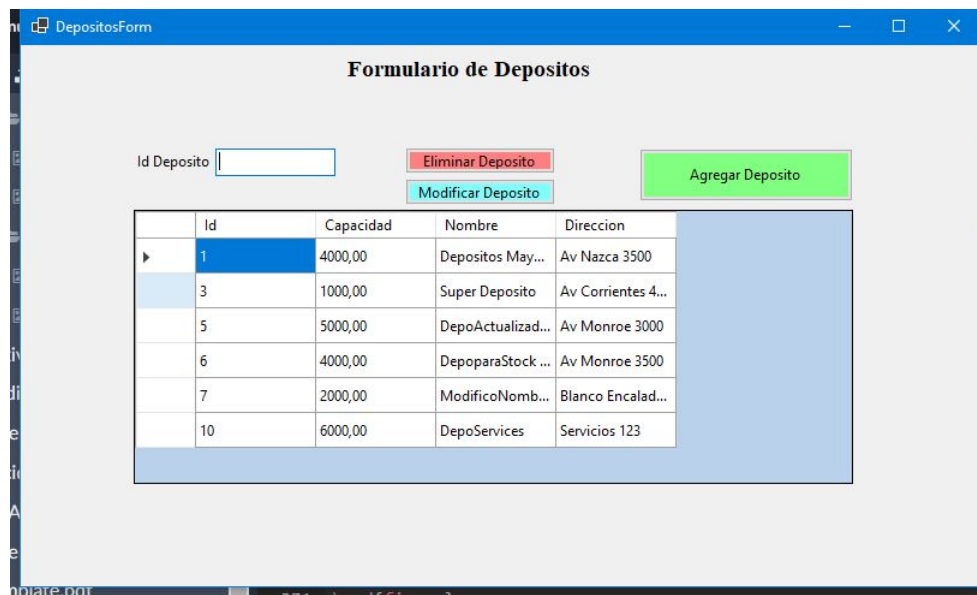 DepositosForm
Formulario de Depositos
Id Deposito
Eliminar Deposito
Modificar Deposito
Agregar Deposito
Id Capacidad Nombre Direccion
1 4000,00 Depositos May... Av Nazca 3500
3 1000,00 Super Deposito Av Corrientes 4...
5 5000,00 DepoActualizad... Av Monroe 3000
6 4000,00 DepoparaStock ... Av Monroe 3500
7 2000,00 ModificoNomb... Blanco Encalad...
10 6000,00 DepoServices Servicios 123